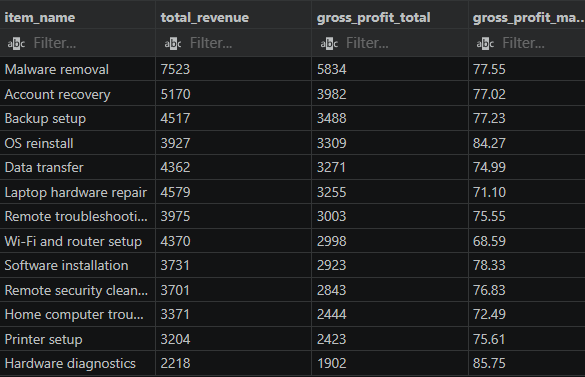 item_name total_revenue gross_profit_total gross_profit_ma...
abc Filter... abc Filter... abc Filter... abc Filter...
Malware removal 7523 5834 77.55
Account recovery 5170 3982 77.02
Backup setup 4517 3488 77.23
OS reinstall 3927 3309 84.27
Data transfer 4362 3271 74.99
Laptop hardware repair 4579 3255 71.10
Remote troubleshooti... 3975 3003 75.55
Wi-Fi and router setup 4370 2998 68.59
Software installation 3731 2923 78.33
Remote security clean... 3701 2843 76.83
Home computer trou... 3371 2444 72.49
Printer setup 3204 2423 75.61
Hardware diagnostics 2218 1902 85.75